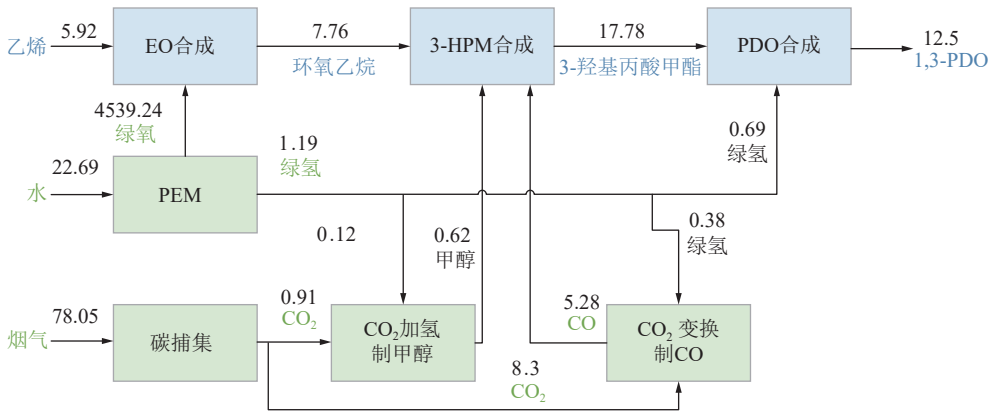 乙烯
5.92
EO合成
7.76
环氧乙烷
3-HPM合成
17.78
3-羟基丙酸甲酯
PDO合成
12.5
1,3-PDO
4539.24
绿氧
1.19
绿氢
0.69
绿氢
水
22.69
PEM
0.12
0.62
甲醇
0.38
绿氢
烟气
78.05
碳捕集
0.91
CO₂
CO₂加氢
制甲醇
5.28
CO
CO₂ 变换
制CO
8.3
CO₂